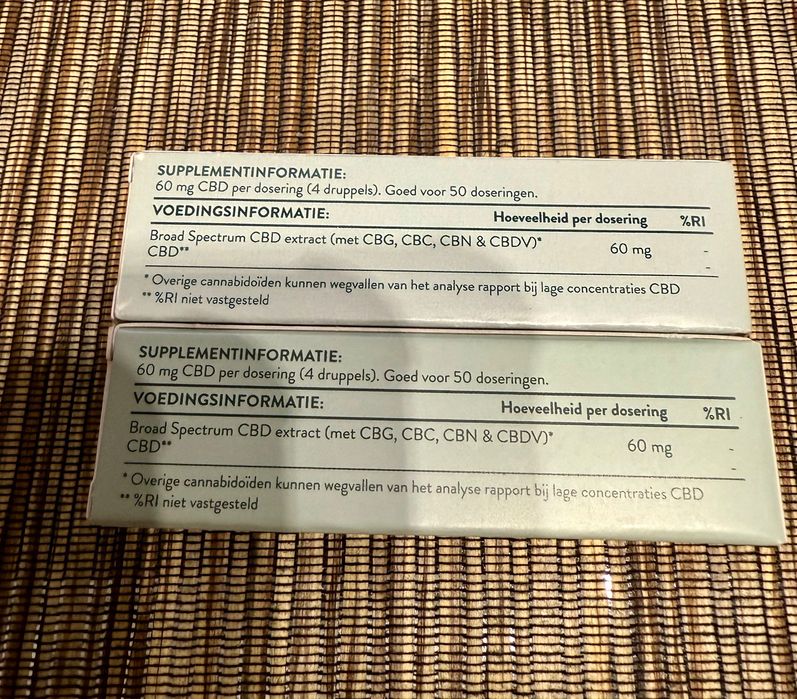 SUPPLEMENTINFORMATIE:
60 mg CBD per dosering (4 druppels). Goed voor 50 doseringen.
VOEDINGSINFORMATIE: Hoeveelheid per dosering %RI
Broad Spectrum CBD extract (met CBG, CBC, CBN & CBDV)* 60 mg -
CBD** -
* Overige cannabidoïden kunnen wegvallen van het analyse rapport bij lage concentraties CBD
** %RI niet vastgesteld
SUPPLEMENTINFORMATIE:
60 mg CBD per dosering (4 druppels). Goed voor 50 doseringen.
VOEDINGSINFORMATIE: Hoeveelheid per dosering %RI
Broad Spectrum CBD extract (met CBG, CBC, CBN & CBDV)* 60 mg -
CBD** -
* Overige cannabidoïden kunnen wegvallen van het analyse rapport bij lage concentraties CBD
** %RI niet vastgesteld